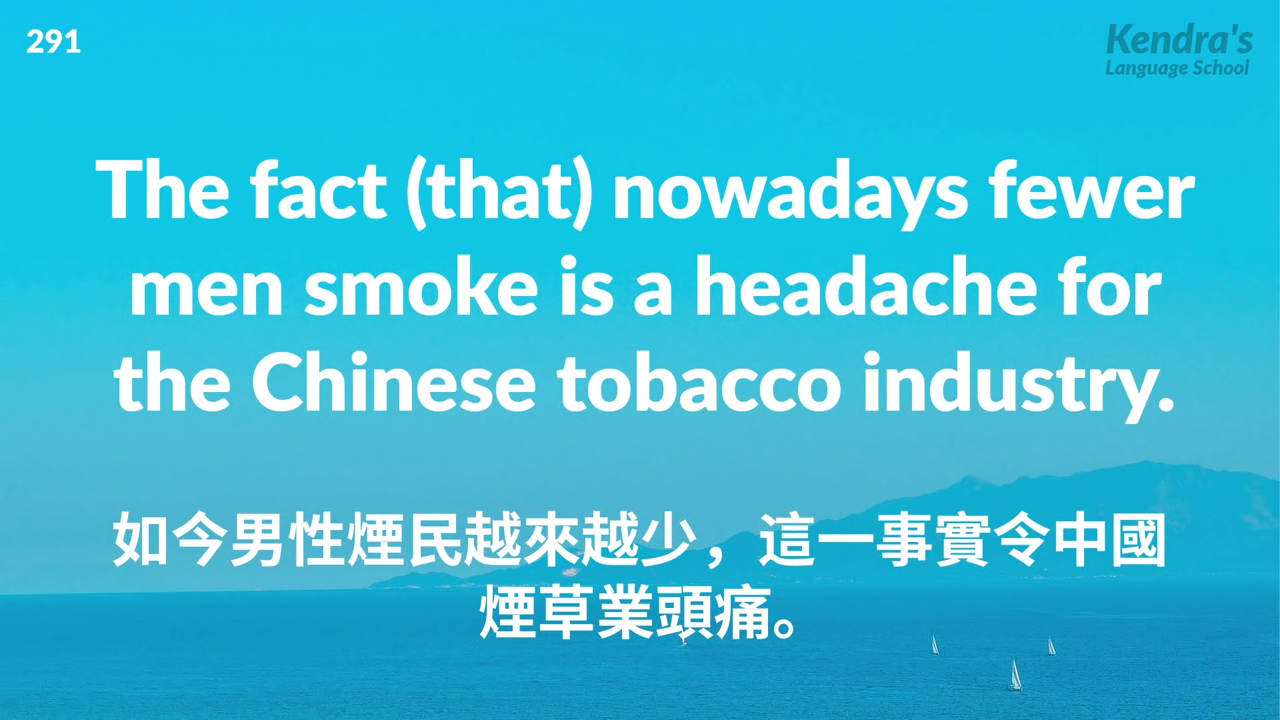 291
Kendra's
Language School
The fact (that) nowadays fewer
men smoke is a headache for
the Chinese tobacco industry.
如今男性煙民越來越少，這一事實令中國
煙草業頭痛。